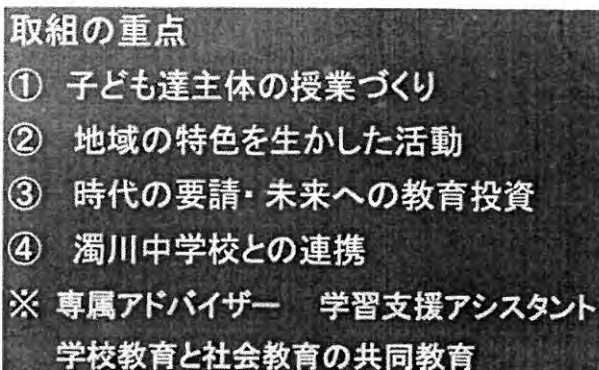 取組の重点
① 子ども達主体の授業づくり
② 地域の特色を生かした活動
③ 時代の要請・未来への教育投資
④ 濁川中学校との連携
※ 専属アドバイザー 学習支援アシスタント
学校教育と社会教育の共同教育